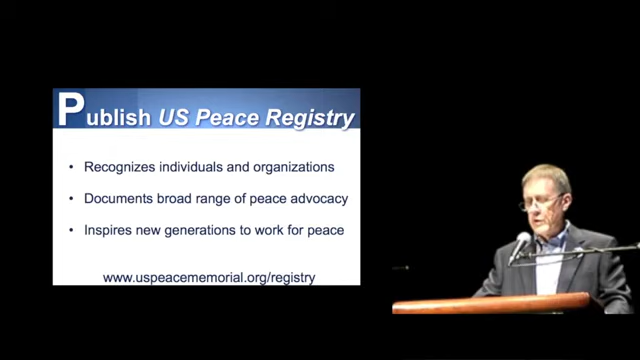 Publish US Peace Registry
• Recognizes individuals and organizations
• Documents broad range of peace advocacy
• Inspires new generations to work for peace
www.uspeacememorial.org/registry